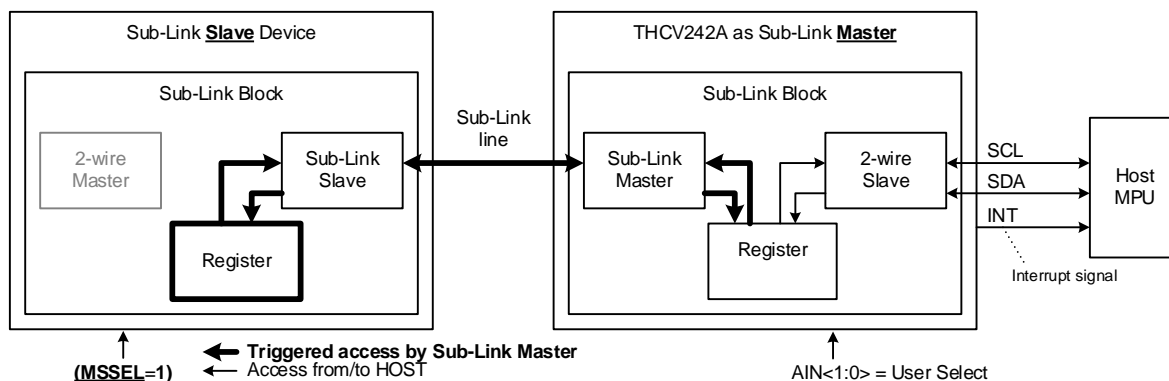 Sub-Link Slave Device
Sub-Link Block
2-wire
Master
Sub-Link
Slave
Register
Sub-Link
line
THCV242A as Sub-Link Master
Sub-Link Block
Sub-Link
Master
2-wire
Slave
Register
SCL
SDA
INT
Host
MPU
Interrupt signal
(MSSEL=1)
Triggered access by Sub-Link Master
Access from/to HOST
AIN<1:0> = User Select